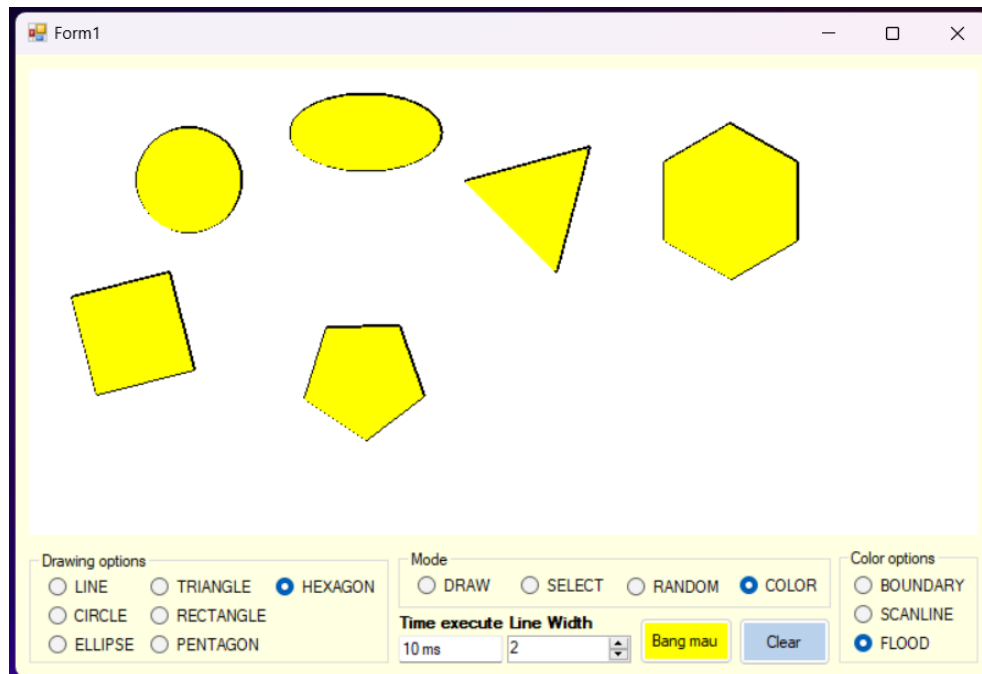 Form1
Drawing options
LINE TRIANGLE HEXAGON
CIRCLE RECTANGLE
ELLIPSE PENTAGON
Mode
DRAW SELECT RANDOM COLOR
Time execute Line Width
10 ms 2 Bang mau Clear
Color options
BOUNDARY
SCANLINE
FLOOD